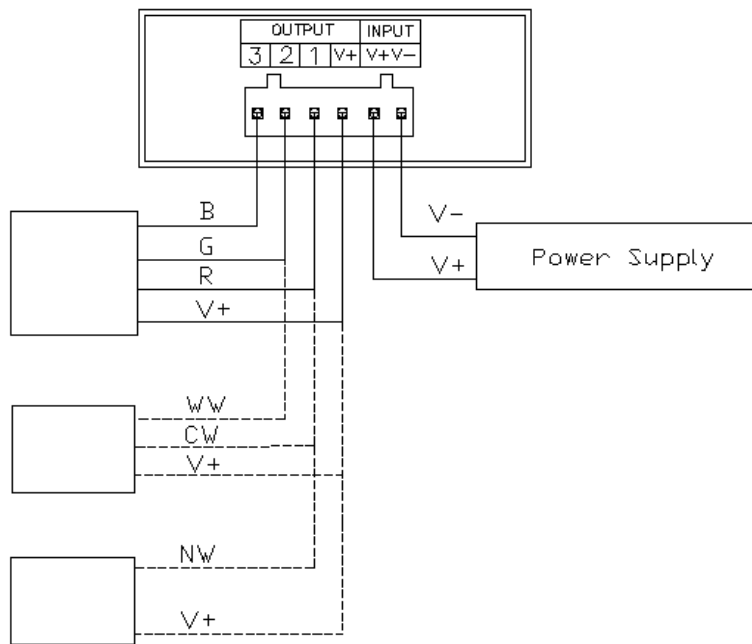 OUTPUT INPUT
3 2 1 V+ V+ V-
B
G
R
V+
V-
V+
Power Supply
WW
CW
V+
NW
V+